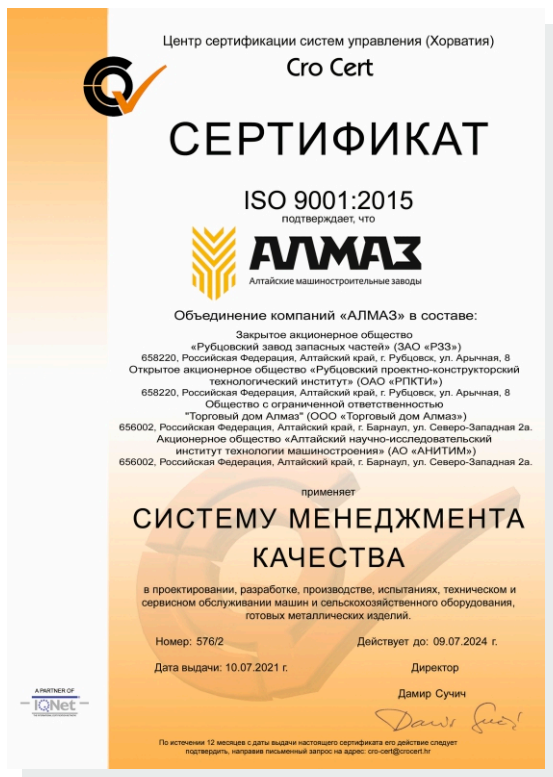 Центр сертификации систем управления (Хорватия)
Cro Cert
СЕРТИФИКАТ
ISO 9001:2015
подтверждает, что
АЛМАЗ
Алтайские машиностроительные заводы
Объединение компаний «АЛМАЗ» в составе:
Закрытое акционерное общество
«Рубцовский завод запасных частей» (ЗАО «РЗЗ»)
658220, Российская Федерация, Алтайский край, г. Рубцовск, ул. Арычная, 8
Открытое акционерное общество «Рубцовский проектно-конструкторский
технологический институт» (ОАО «РПКТИ»)
658220, Российская Федерация, Алтайский край, г. Рубцовск, ул. Арычная, 8
Общество с ограниченной ответственностью
"Торговый дом Алмаз" (ООО «Торговый дом Алмаз»)
656002, Российская Федерация, Алтайский край, г. Барнаул, ул. Северо-Западная 2а.
Акционерное общество «Алтайский научно-исследовательский
институт технологии машиностроения» (АО «АНИТИМ»)
656002, Российская Федерация, Алтайский край, г. Барнаул, ул. Северо-Западная 2а.
применяет
СИСТЕМУ МЕНЕДЖМЕНТА
КАЧЕСТВА
в проектировании, разработке, производстве, испытаниях, техническом и
сервисном обслуживании машин и сельскохозяйственного оборудования,
готовых металлических изделий.
Номер: 576/2
Действует до: 09.07.2024 г.
Дата выдачи: 10.07.2021 г.
Директор
Дамир Сучич
A PARTNER OF
IQNet
По истечении 12 месяцев с даты выдачи настоящего сертификата его действие следует
подтвердить, направив письменный запрос на адрес: cro-cert@crocert.hr